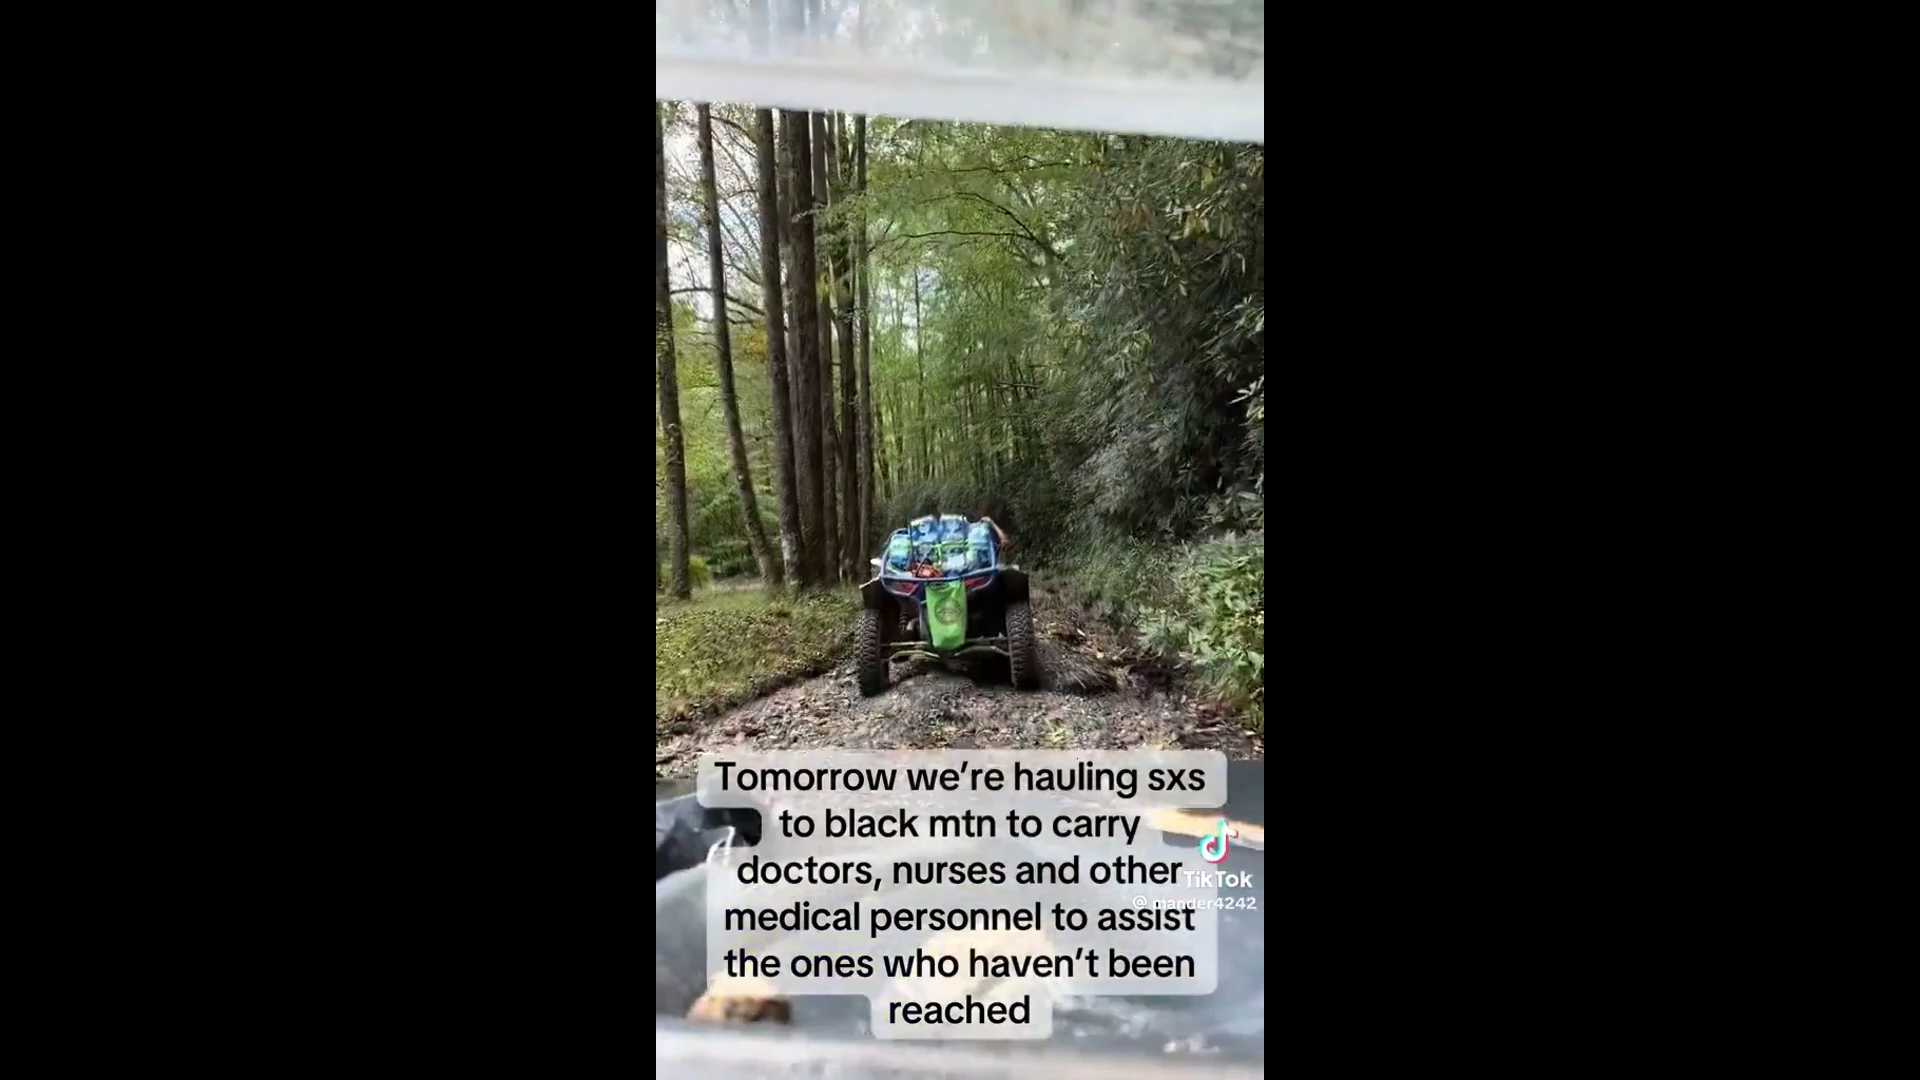 Tomorrow we’re hauling sxs
to black mtn to carry
doctors, nurses and other
medical personnel to assist
the ones who haven’t been
reached
TikTok
@ mander4242